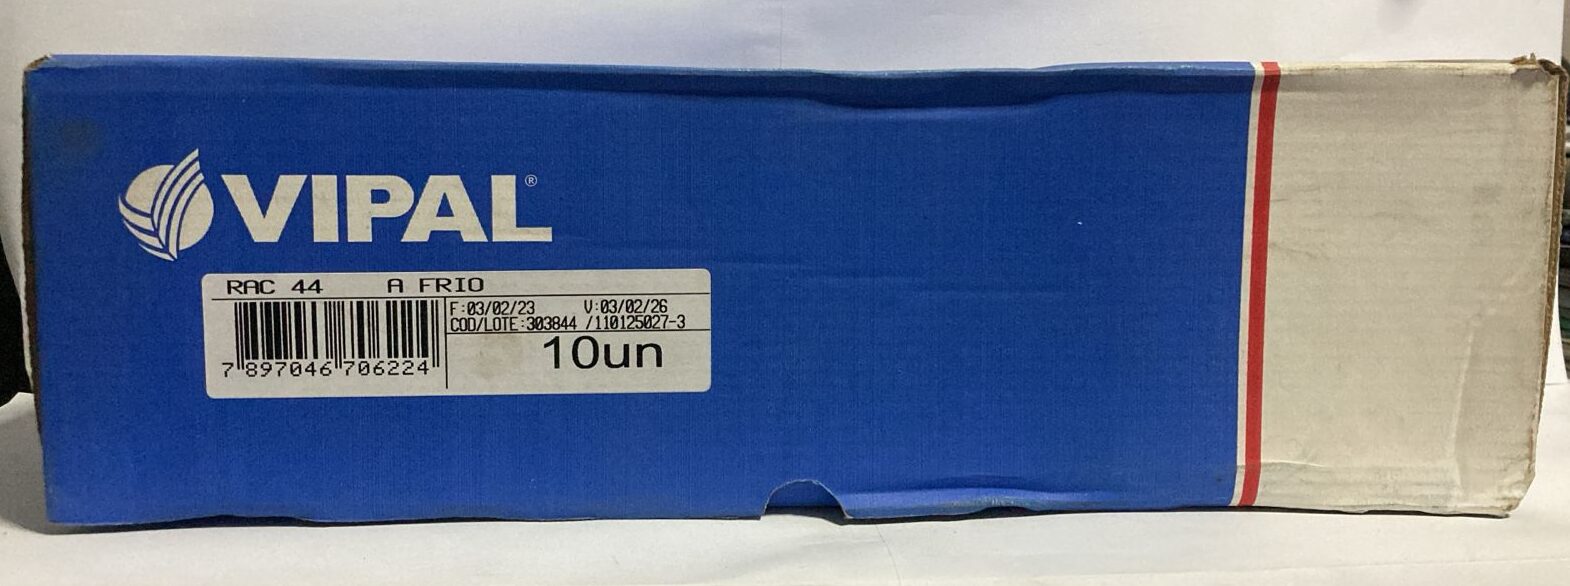 VIPAL®
RAC 44 A FRIO
F:03/02/23 V:03/02/26
COD/LOTE:303844 /110125027-3
10un
7 897046 706224